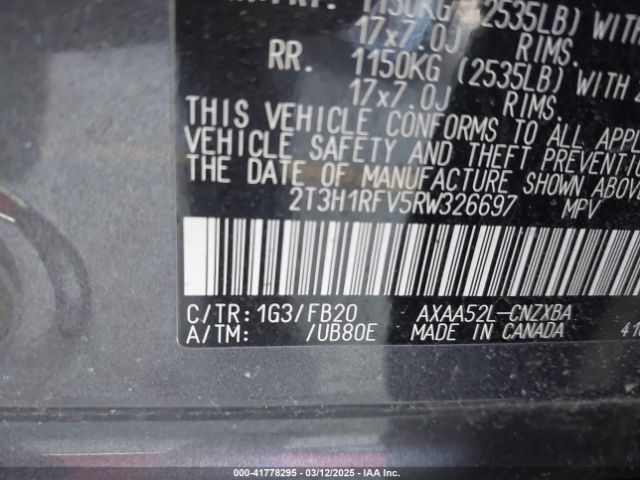 1150KG (2535LB) WITH
17x7.0J RIMS.
RR. 1150KG (2535LB) WITH
17x7.0J RIMS.
THIS VEHICLE CONFORMS TO ALL APPL
VEHICLE SAFETY AND THEFT PREVENTION
THE DATE OF MANUFACTURE SHOWN ABOVE
2T3H1RFV5RW326697 MPV
C/TR: 1G3/FB20 AXAA52L-CNZXBA
A/TM: /UB80E MADE IN CANADA
00-41778295 - 03/12/2025 - IAA Inc.